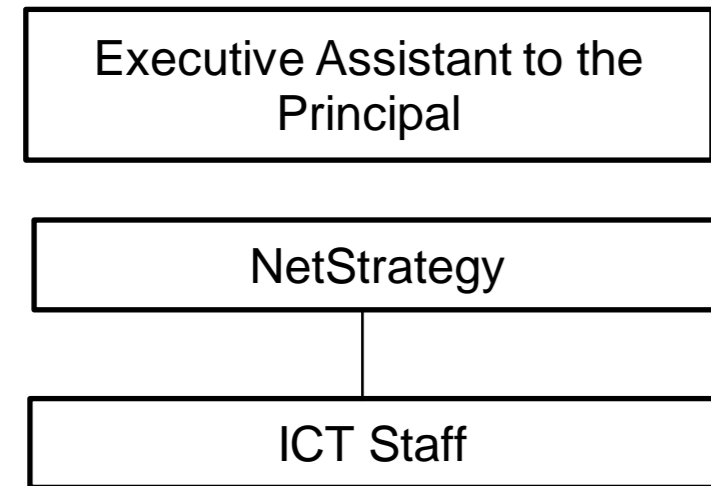 Executive Assistant to the
Principal
NetStrategy
ICT Staff